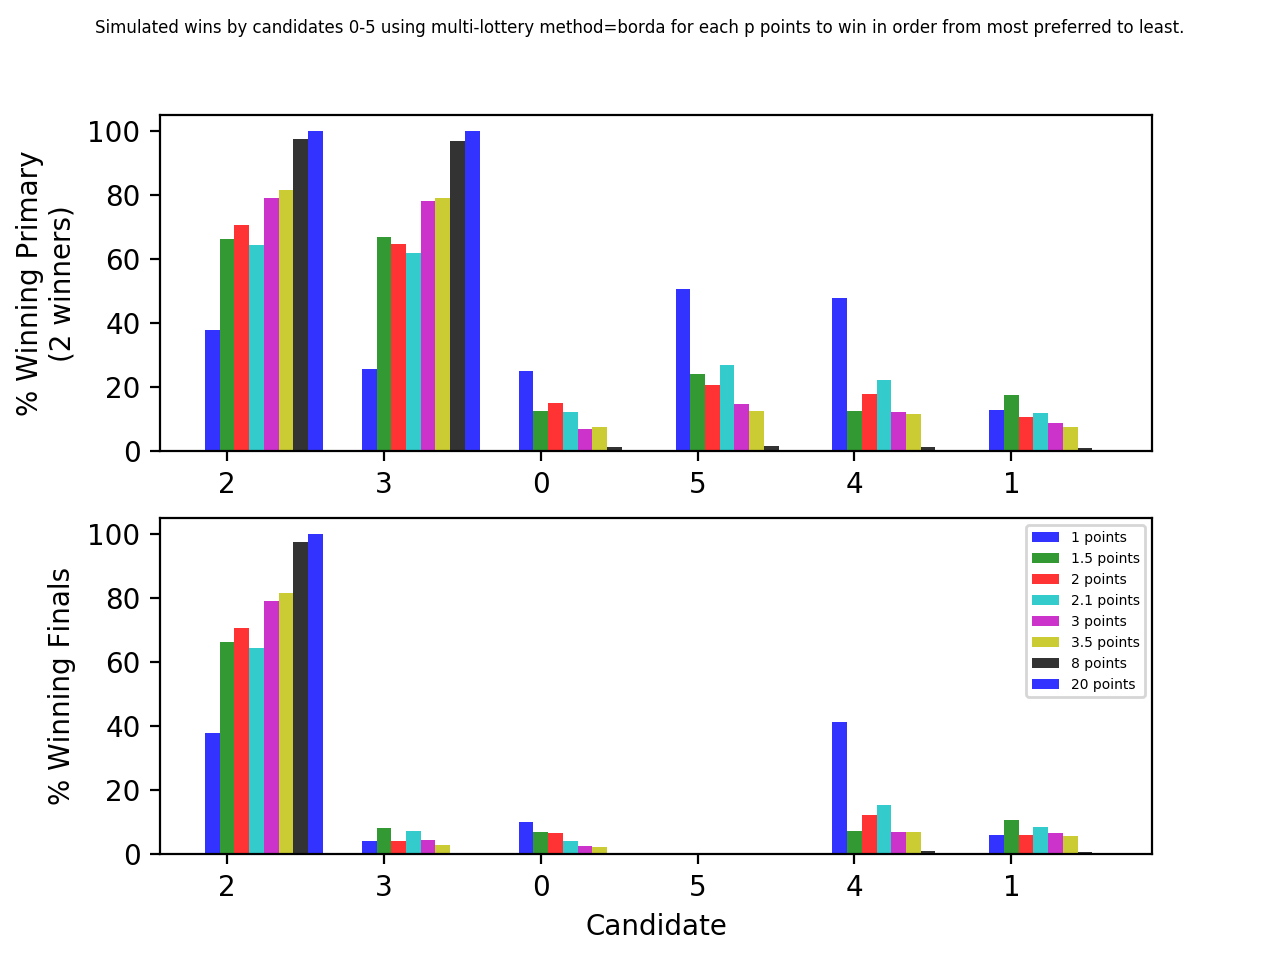 Simulated wins by candidates 0-5 using multi-lottery method=borda for each p points to win in order from most preferred to least.
% Winning Primary
(2 winners)
100
80
60
40
20
0
2 3 0 5 4 1
% Winning Finals
100
80
60
40
20
0
1 points
1.5 points
2 points
2.1 points
3 points
3.5 points
8 points
20 points
2 3 0 5 4 1
Candidate